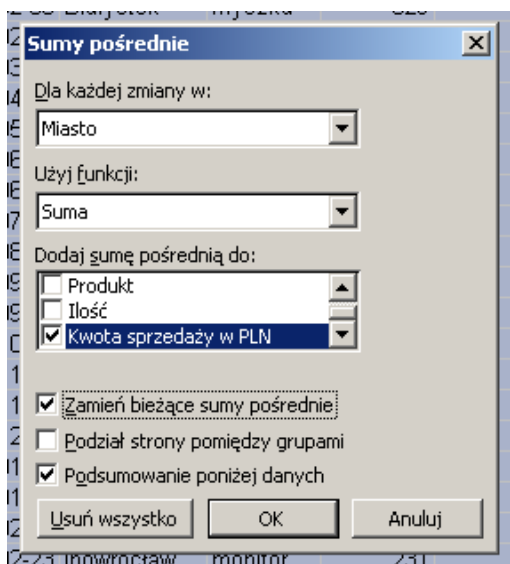 Sumy pośrednie
Dla każdej zmiany w:
Miasto
Użyj funkcji:
Suma
Dodaj sumę pośrednią do:
Produkt
Ilość
Kwota sprzedaży w PLN
Zamień bieżące sumy pośrednie
Podział strony pomiędzy grupami
Podsumowanie poniżej danych
Usuń wszystko OK Anuluj